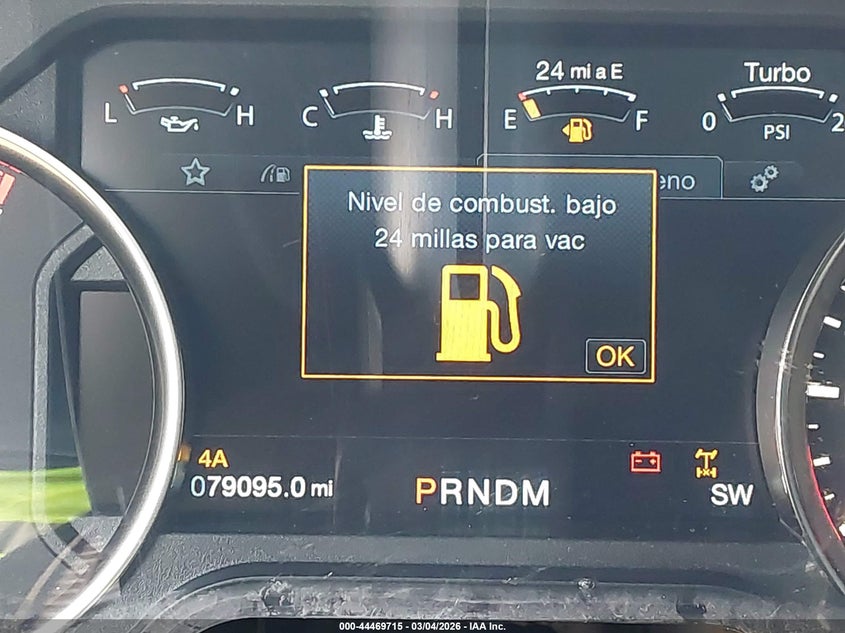 24 mi a E
Turbo
L H
C H
E F
0 2
PSI
eno
Nivel de combust. bajo
24 millas para vac
OK
4A
079095.0 mi
PRNDM
SW
000-44469715 - 03/04/2026 - IAA Inc.